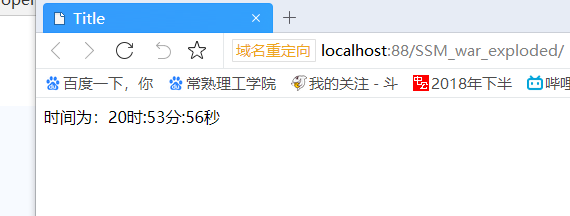 Title
域名重定向 localhost:88/SSM_war_exploded/
百度一下，你 常熟理工学院 我的关注 - 斗 2018年下半
时间为：20时:53分:56秒